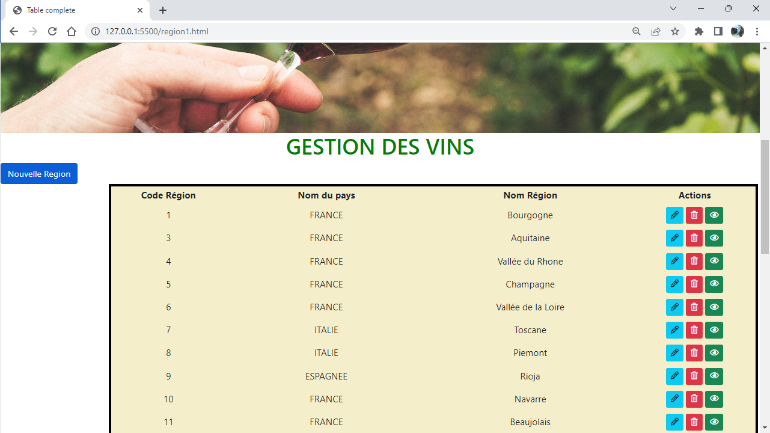 Table complete
127.0.0.1:5500/region1.html
GESTION DES VINS
Nouvelle Region
Code Région Nom du pays Nom Région Actions
1 FRANCE Bourgogne
3 FRANCE Aquitaine
4 FRANCE Vallée du Rhone
5 FRANCE Champagne
6 FRANCE Vallée de la Loire
7 ITALIE Toscane
8 ITALIE Piemont
9 ESPAGNEE Rioja
10 FRANCE Navarre
11 FRANCE Beaujolais